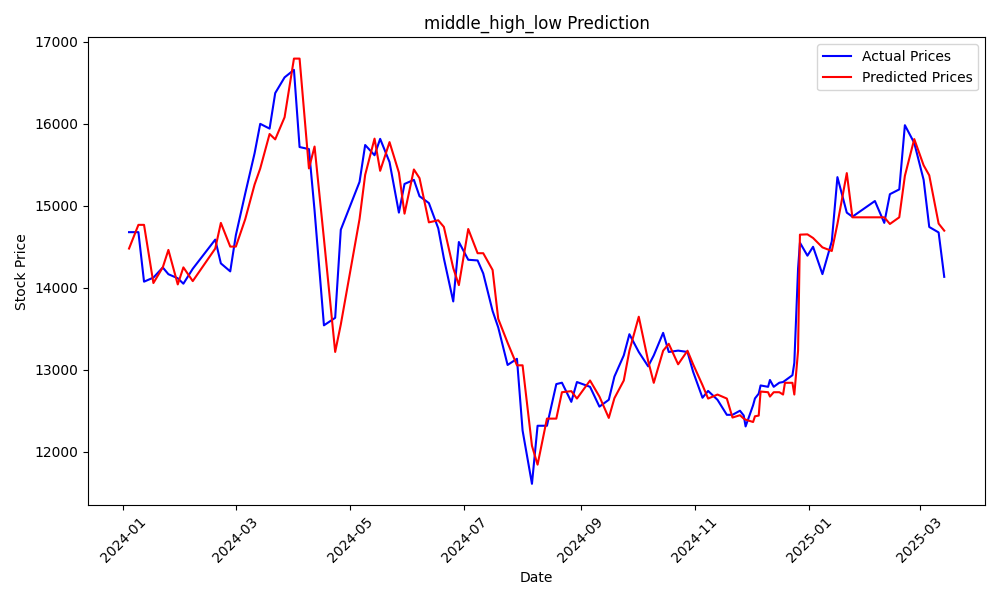 middle_high_low Prediction
Actual Prices
Predicted Prices
Stock Price
17000
16000
15000
14000
13000
12000
2024-01
2024-03
2024-05
2024-07
2024-09
2024-11
2025-01
2025-03
Date